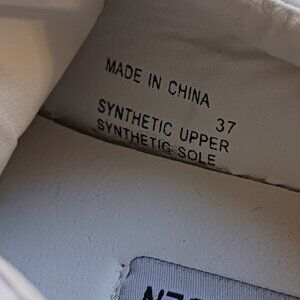 MADE IN CHINA
37
SYNTHETIC UPPER
SYNTHETIC SOLE